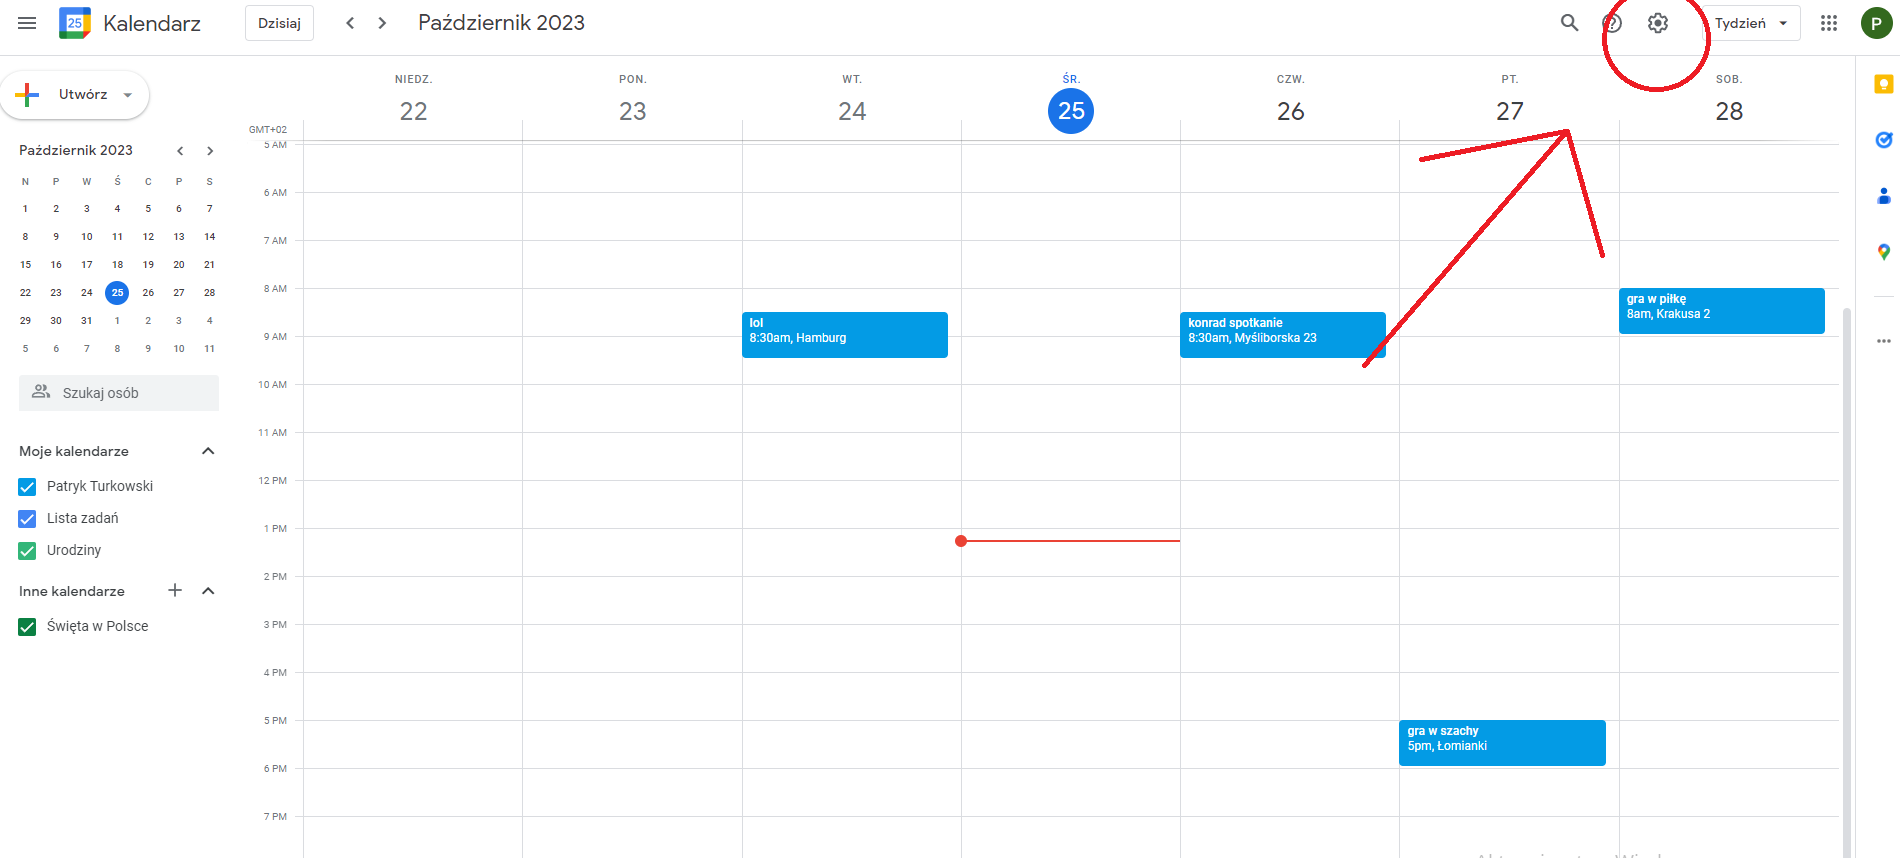 25 Kalendarz Dzisiaj Październik 2023 Tydzień P
Utwórz
NIEDZ. PON. WT. ŚR. CZW. PT. SOB.
22 23 24 25 26 27 28
GMT+02
Październik 2023
N P W Ś C P S
1 2 3 4 5 6 7
8 9 10 11 12 13 14
15 16 17 18 19 20 21
22 23 24 25 26 27 28
29 30 31 1 2 3 4
5 6 7 8 9 10 11
Szukaj osób
Moje kalendarze
Patryk Turkowski
Lista zadań
Urodziny
Inne kalendarze
Święta w Polsce
5 AM
6 AM
7 AM
8 AM
9 AM
10 AM
11 AM
12 PM
1 PM
2 PM
3 PM
4 PM
5 PM
6 PM
7 PM
lol
8:30am, Hamburg
konrad spotkanie
8:30am, Myśliborska 23
gra w szachy
5pm, Łomianki
gra w piłkę
8am, Krakusa 2